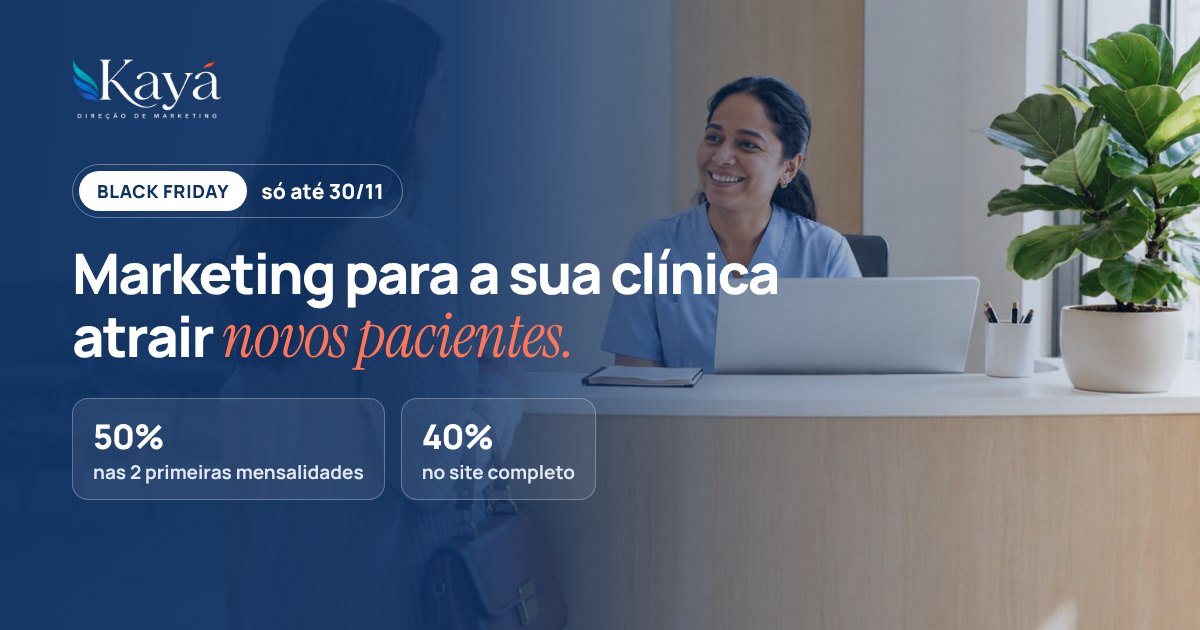 Kayá
DIREÇÃO DE MARKETING
BLACK FRIDAY só até 30/11
Marketing para a sua clínica
atrair novos pacientes.
50%
nas 2 primeiras mensalidades
40%
no site completo